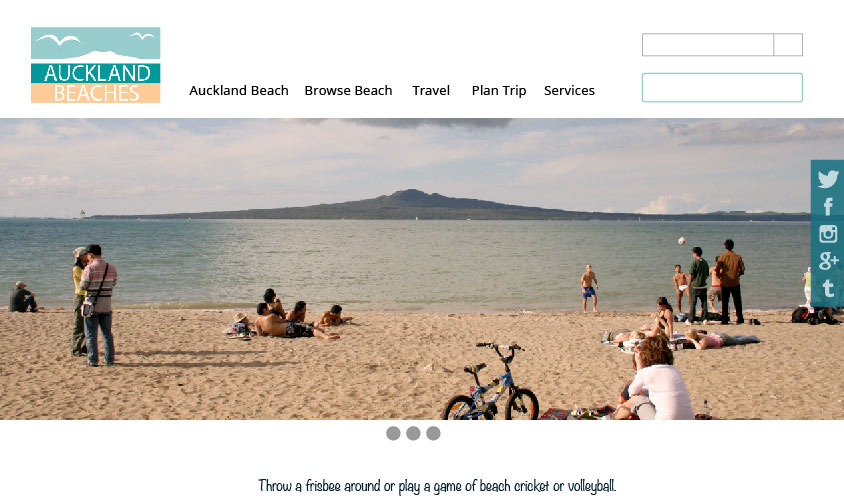 AUCKLAND
BEACHES
Auckland Beach Browse Beach Travel Plan Trip Services
Throw a frisbee around or play a game of beach cricket or volleyball.